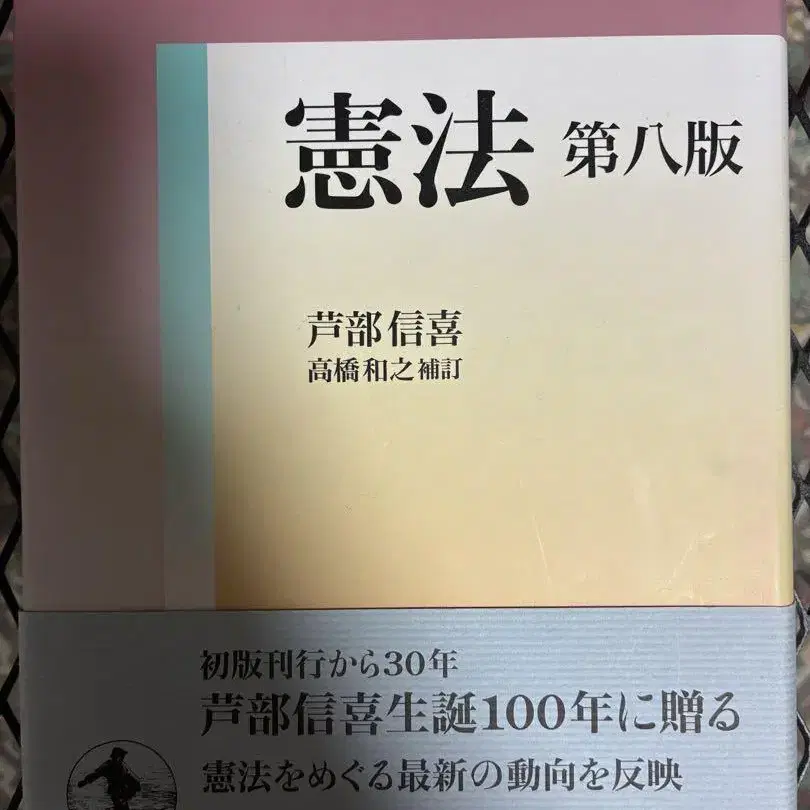 憲法 第八版
芦部信喜
高橋和之補訂
初版刊行から30年
芦部信喜生誕100年に贈る
憲法をめぐる最新の動向を反映